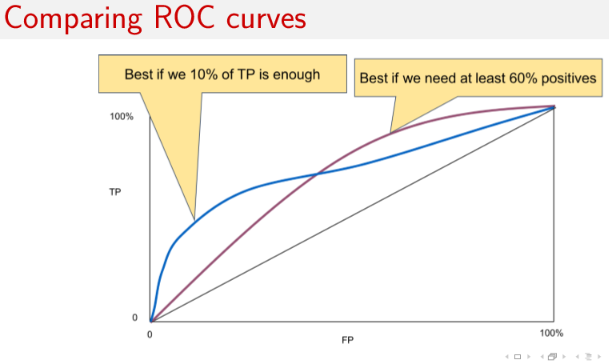 Comparing ROC curves
Best if we 10% of TP is enough
Best if we need at least 60% positives
100%
TP
0
0
FP
100%